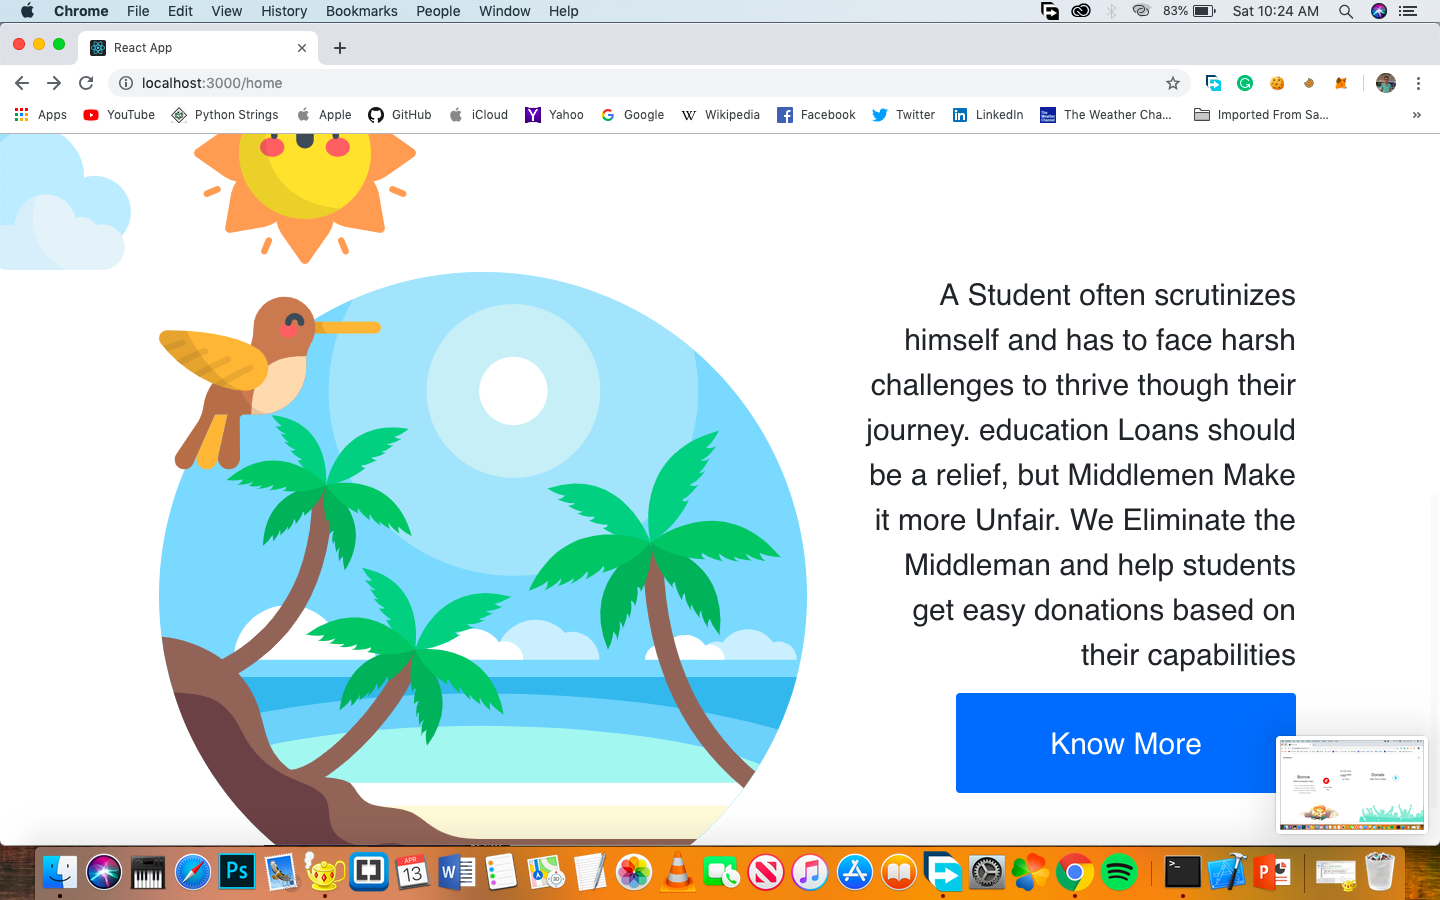 Chrome File Edit View History Bookmarks People Window Help 83% Sat 10:24 AM
React App
localhost:3000/home
Apps YouTube Python Strings Apple GitHub iCloud Yahoo Google Wikipedia Facebook Twitter LinkedIn The Weather Cha... Imported From Sa... »
A Student often scrutinizes
himself and has to face harsh
challenges to thrive though their
journey. education Loans should
be a relief, but Middlemen Make
it more Unfair. We Eliminate the
Middleman and help students
get easy donations based on
their capabilities
Know More
Borrow
Donate
Ps
APR
13